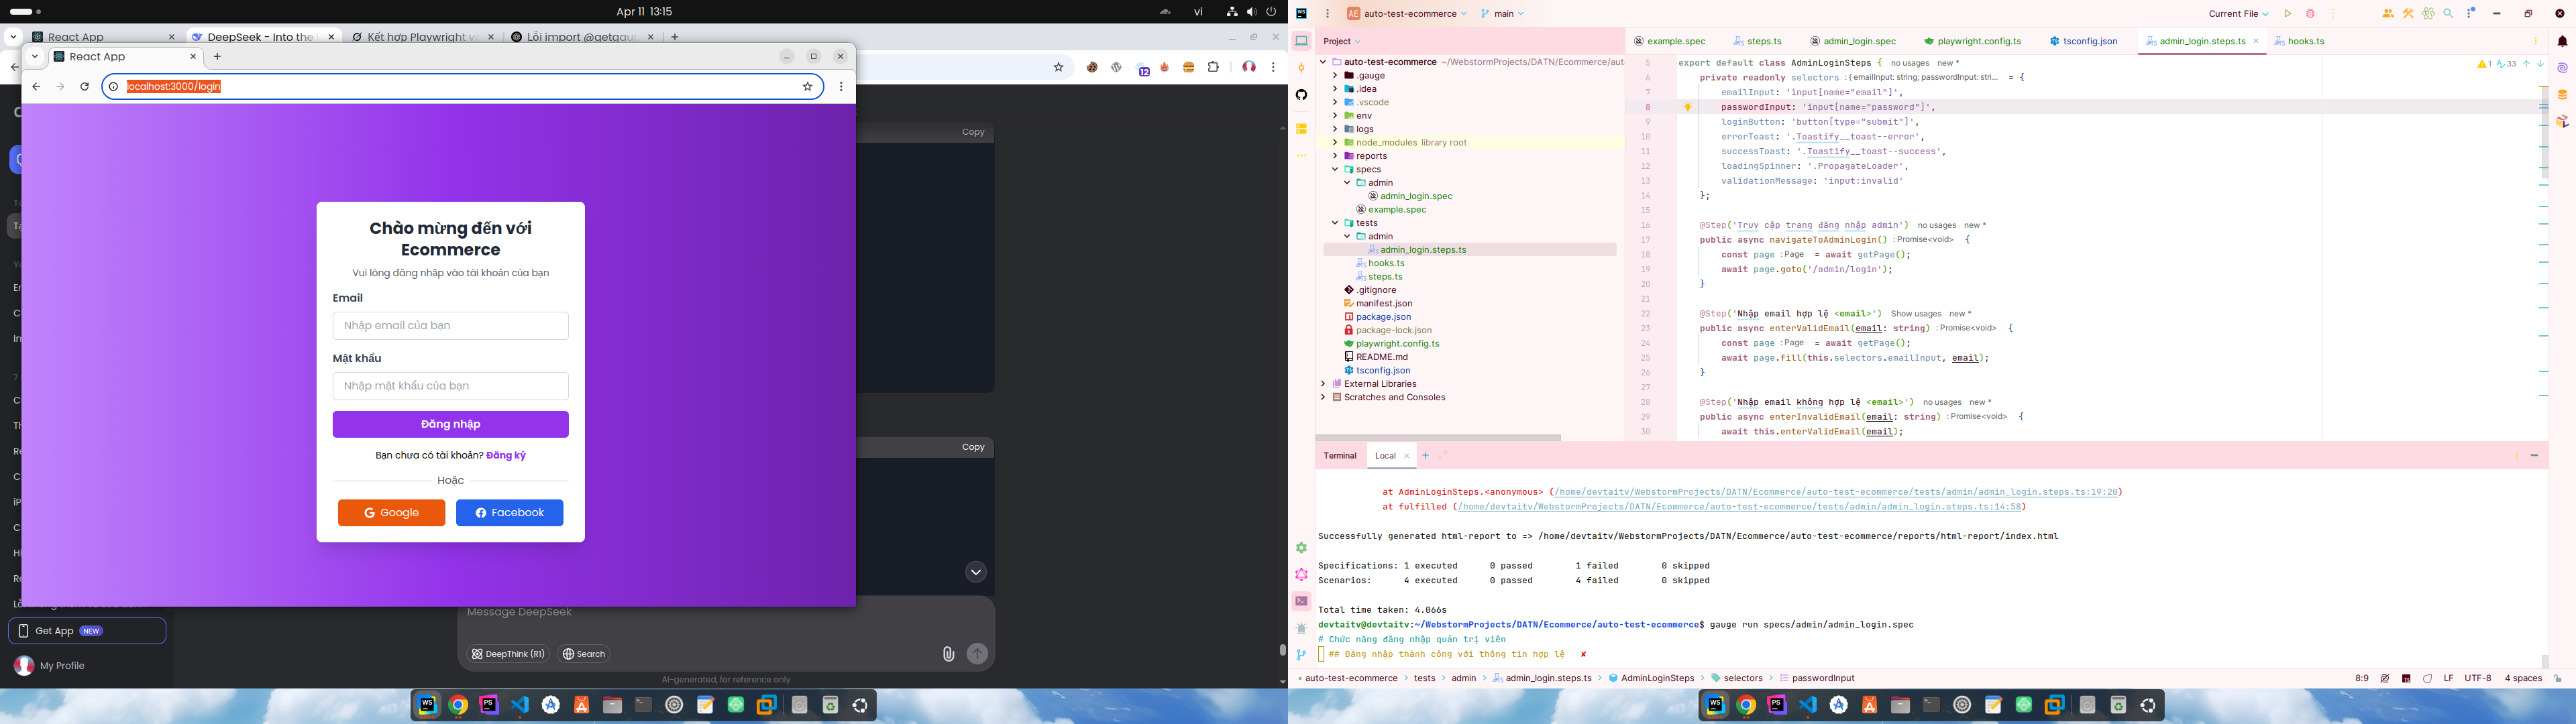 Apr 11 13:15
vi
React App
DeepSeek - Into the
Kết hợp Playwright v
Lỗi import @getgaug
React App
localhost:3000/login
12
Copy
Copy
Chào mừng đến với
Ecommerce
Vui lòng đăng nhập vào tài khoản của bạn
Email
Nhập email của bạn
Mật khẩu
Nhập mật khẩu của bạn
Đăng nhập
Bạn chưa có tài khoản? Đăng ký
Hoặc
Google
Facebook
Get App NEW
My Profile
Message DeepSeek
DeepThink (R1)
Search
AI-generated, for reference only
auto-test-ecommerce
main
Current File
Project
auto-test-ecommerce ~/WebstormProjects/DATN/Ecommerce/aut
.gauge
.idea
.vscode
env
logs
node_modules library root
reports
specs
admin
admin_login.spec
example.spec
tests
admin
admin_login.steps.ts
hooks.ts
steps.ts
.gitignore
manifest.json
package.json
package-lock.json
playwright.config.ts
README.md
tsconfig.json
External Libraries
Scratches and Consoles
example.spec
steps.ts
admin_login.spec
playwright.config.ts
tsconfig.json
admin_login.steps.ts
hooks.ts
1 33
5 export default class AdminLoginSteps { no usages new *
6 private readonly selectors : { emailInput: string; passwordInput: stri... = {
7 emailInput: 'input[name="email"]',
8 passwordInput: 'input[name="password"]',
9 loginButton: 'button[type="submit"]',
10 errorToast: '.Toastify__toast--error',
11 successToast: '.Toastify__toast--success',
12 loadingSpinner: '.PropagateLoader',
13 validationMessage: 'input:invalid'
14 };
15
16 @Step('Truy cập trang đăng nhập admin') no usages new *
17 public async navigateToAdminLogin() : Promise<void> {
18 const page : Page = await getPage();
19 await page.goto('/admin/login');
20 }
21
22 @Step('Nhập email hợp lệ <email>') Show usages new *
23 public async enterValidEmail(email: string) : Promise<void> {
24 const page : Page = await getPage();
25 await page.fill(this.selectors.emailInput, email);
26 }
27
28 @Step('Nhập email không hợp lệ <email>') no usages new *
29 public async enterInvalidEmail(email: string) : Promise<void> {
30 await this.enterValidEmail(email);
Terminal
Local
at AdminLoginSteps.<anonymous> (/home/devtaitv/WebstormProjects/DATN/Ecommerce/auto-test-ecommerce/tests/admin/admin_login.steps.ts:19:20)
at fulfilled (/home/devtaitv/WebstormProjects/DATN/Ecommerce/auto-test-ecommerce/tests/admin/admin_login.steps.ts:14:58)
Successfully generated html-report to => /home/devtaitv/WebstormProjects/DATN/Ecommerce/auto-test-ecommerce/reports/html-report/index.html
Specifications: 1 executed 0 passed 1 failed 0 skipped
Scenarios: 4 executed 0 passed 4 failed 0 skipped
Total time taken: 4.066s
devtaitv@devtaitv:~/WebstormProjects/DATN/Ecommerce/auto-test-ecommerce$ gauge run specs/admin/admin_login.spec
# Chức năng đăng nhập quản trị viên
## Đăng nhập thành công với thông tin hợp lệ ✘
auto-test-ecommerce > tests > admin > admin_login.steps.ts > AdminLoginSteps > selectors > passwordInput
8:9 LF UTF-8 4 spaces